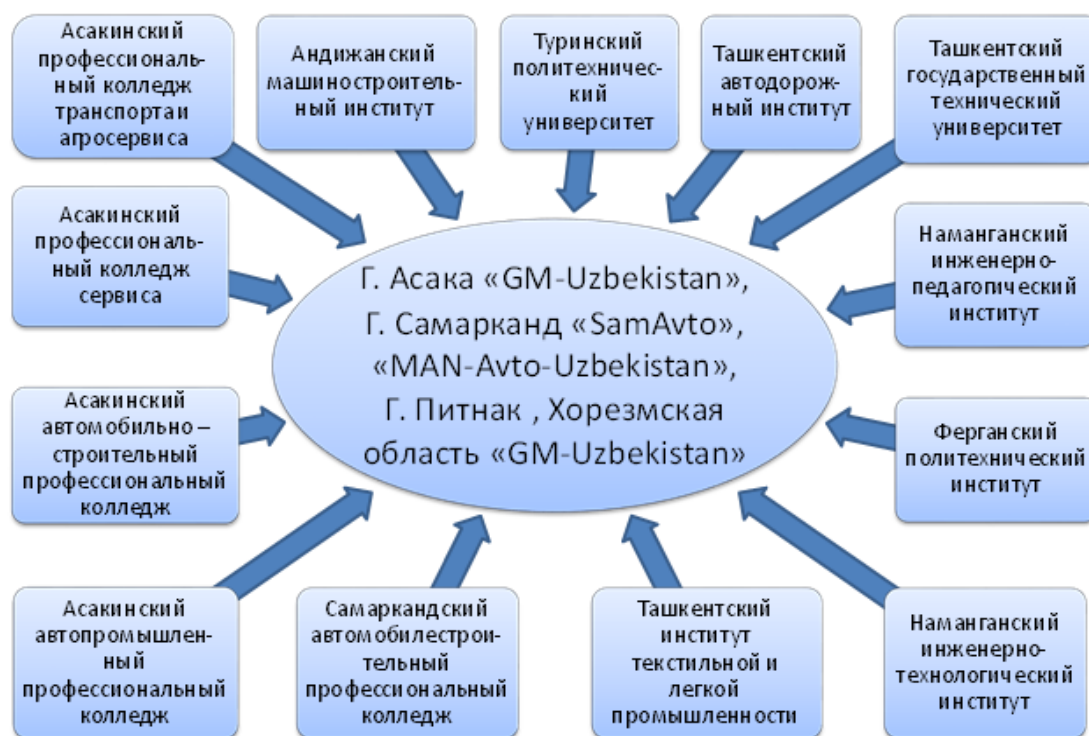 Асакинский
профессиональ-
ный колледж
транспорта и
агросервиса
Андижанский
машинострoитель-
ный институт
Туринский
политехничес-
кий
университет
Ташкентский
автодорож-
ный институт
Ташкентский
государственный
технический
университет
Асакинский
профессиональ-
ный колледж
сервиса
Г. Асака «GM-Uzbekistan»,
Г. Самарканд «SamAvto»,
«MAN-Avto-Uzbekistan»,
Г. Питнак , Хорезмская
область «GM-Uzbekistan»
Наманганский
инженерно-
педагогический
институт
Асакинский
автомобильно –
строительный
профессиональный
колледж
Ферганский
политехнический
институт
Асакинский
автопромышлен-
ный
профессиональный
колледж
Самаркандский
автомобилестрои-
тельный
профессиональный
колледж
Ташкентский
институт
текстильной и
легкой
промышленности
Наманганский
инженерно-
технологический
институт